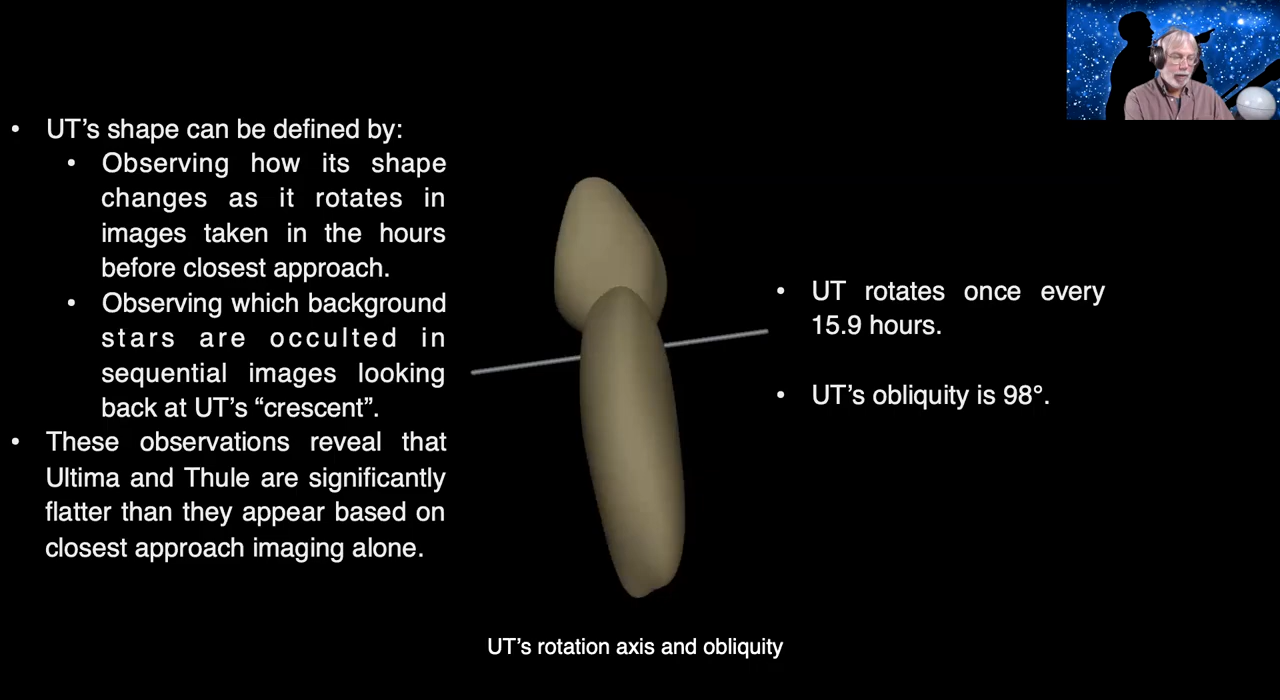 • UT’s shape can be defined by:
• Observing how its shape
changes as it rotates in
images taken in the hours
before closest approach.
• Observing which background
stars are occulted in
sequential images looking
back at UT’s “crescent”.
• These observations reveal that
Ultima and Thule are significantly
flatter than they appear based on
closest approach imaging alone.
• UT rotates once every
15.9 hours.
• UT’s obliquity is 98°.
UT’s rotation axis and obliquity